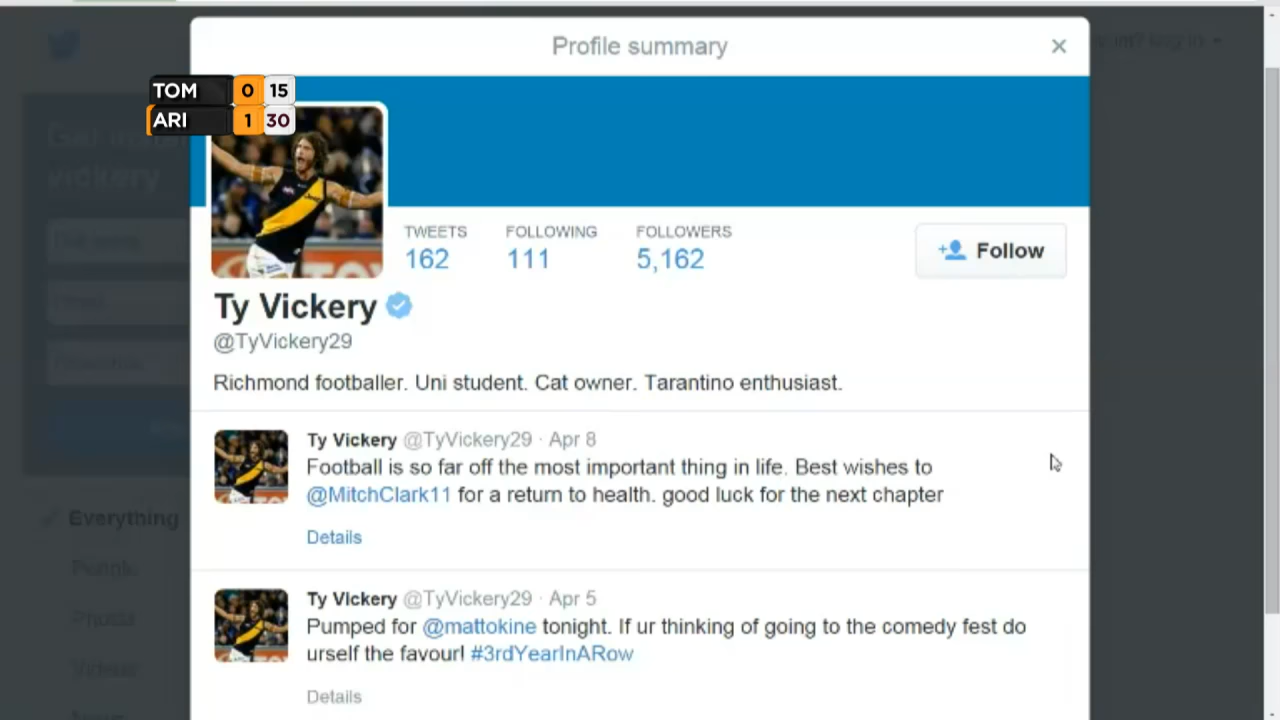 Profile summary
×
TOM 0 15
ARI 1 30
TWEETS FOLLOWING FOLLOWERS
162 111 5,162
Follow
Ty Vickery
@TyVickery29
Richmond footballer. Uni student. Cat owner. Tarantino enthusiast.
Ty Vickery @TyVickery29 · Apr 8
Football is so far off the most important thing in life. Best wishes to
@MitchClark11 for a return to health. good luck for the next chapter
Details
Everything
People
Photos
Videos
Ty Vickery @TyVickery29 · Apr 5
Pumped for @mattokine tonight. If ur thinking of going to the comedy fest do
urself the favour! #3rdYearInARow
Details